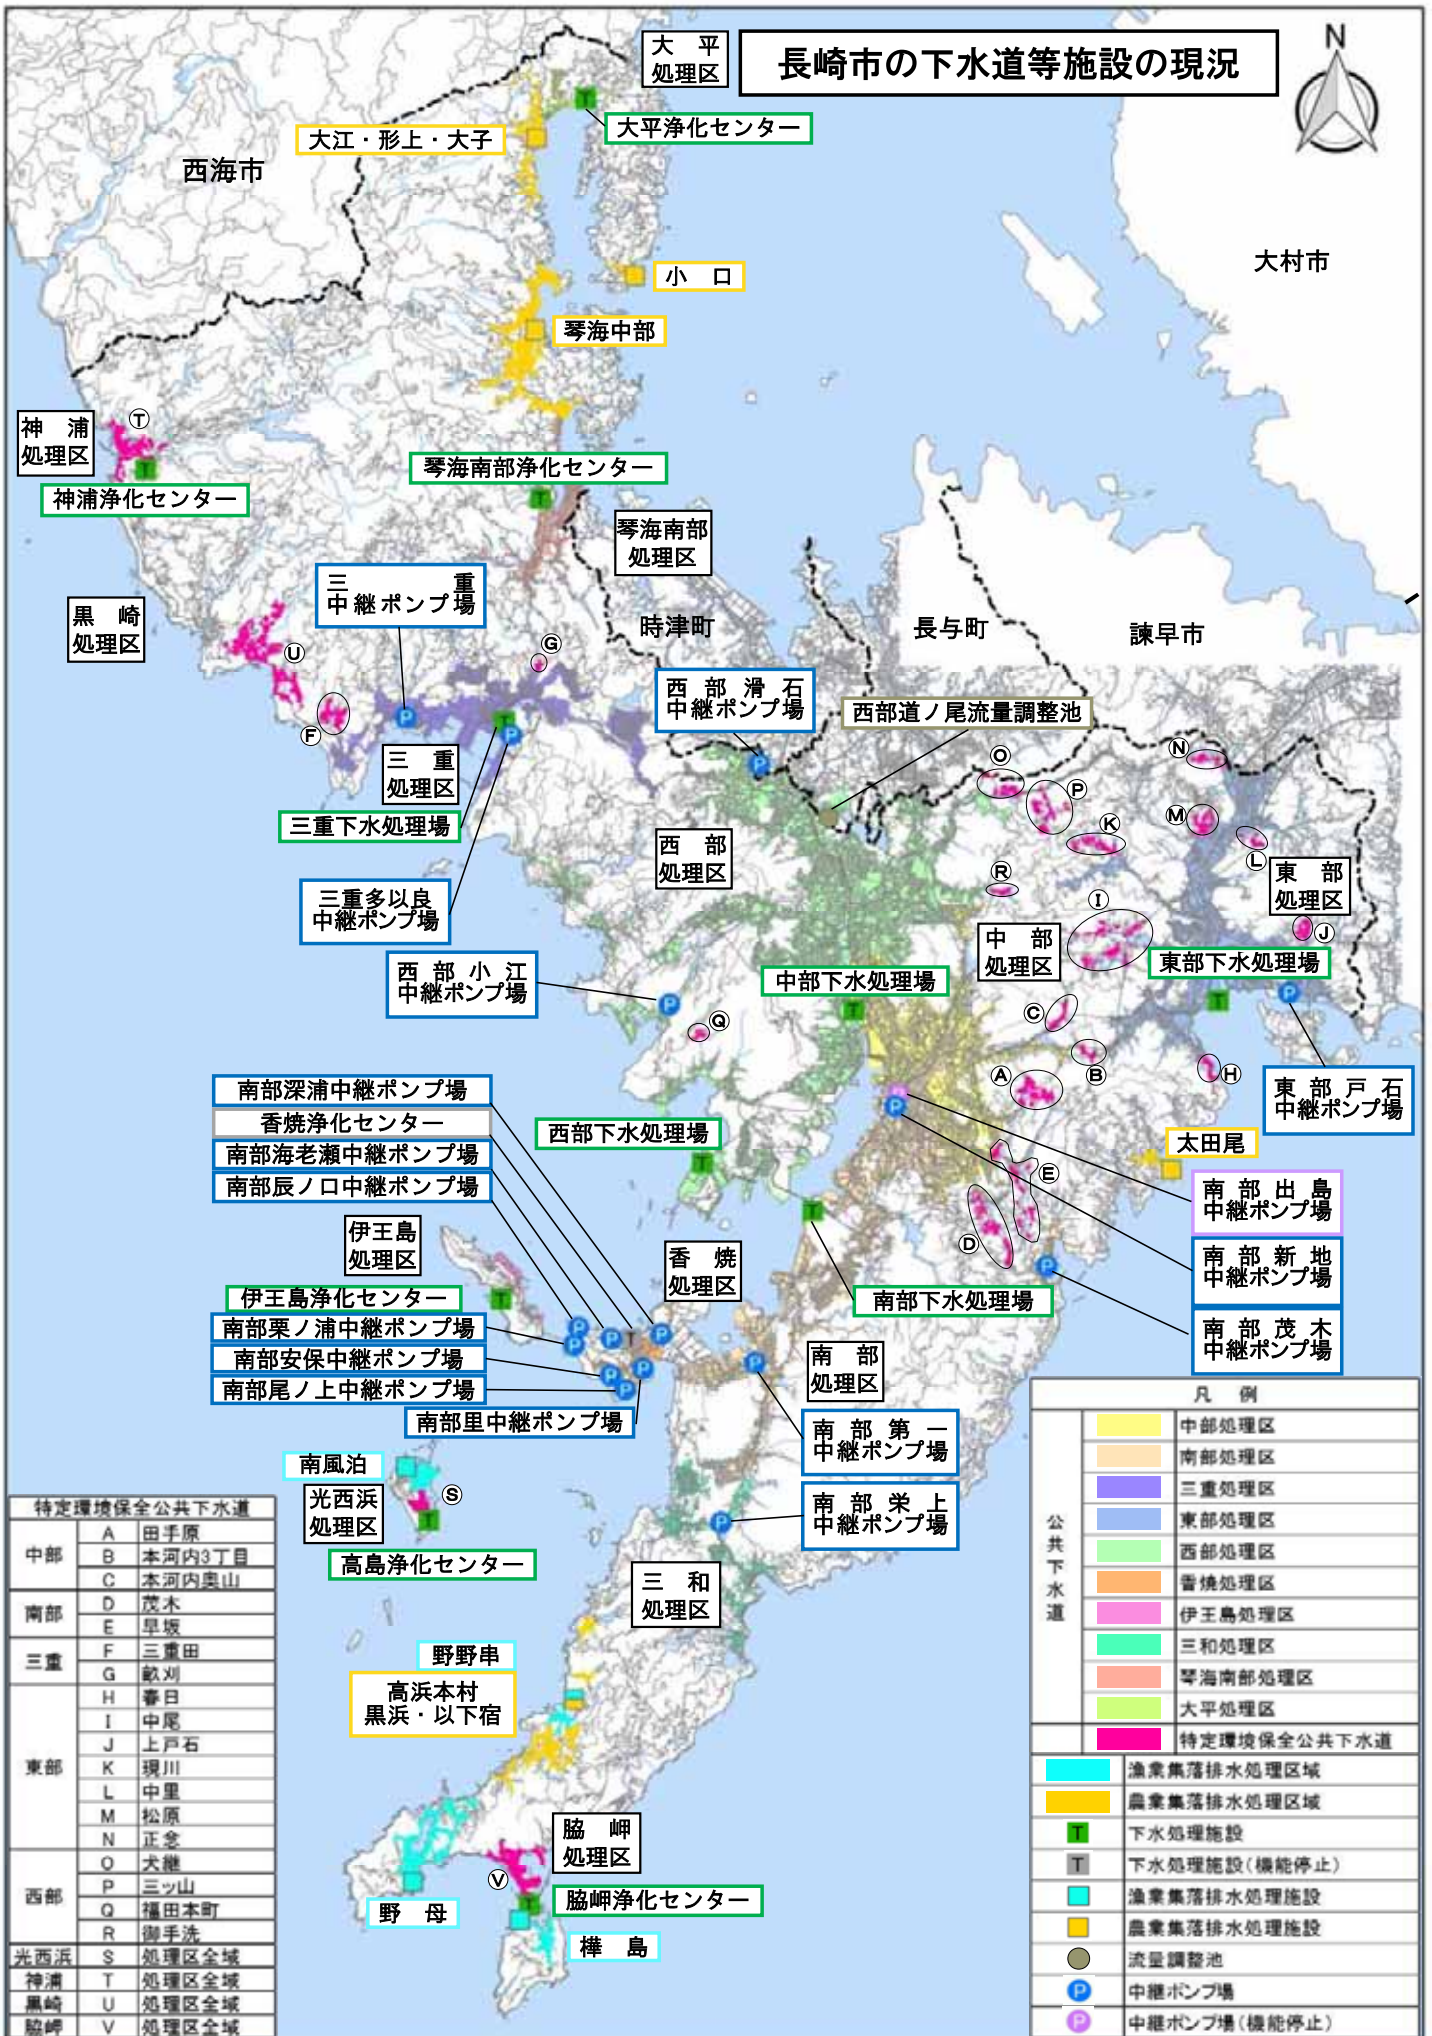 長崎市の下水道等施設の現況
N
大　平
処理区
大平浄化センター
大江・形上・大子
西海市
大村市
小　口
琴海中部
神　浦
処理区
T
T
神浦浄化センター
琴海南部浄化センター
T
琴海南部
処理区
三　　　重
中継ポンプ場
黒　崎
処理区
U
G
F
時津町
長与町
諫早市
西　部　滑　石
中継ポンプ場
西部道ノ尾流量調整池
三　重
処理区
三重下水処理場
三重多以良
中継ポンプ場
西　部
処理区
O
P
N
M
K
L
R
I
J
東　部
処理区
中　部
処理区
西　部　小　江
中継ポンプ場
中部下水処理場
東部下水処理場
Q
C
A
B
H
南部深浦中継ポンプ場
香焼浄化センター
南部海老瀬中継ポンプ場
南部辰ノ口中継ポンプ場
西部下水処理場
東　部　戸　石
中継ポンプ場
太田尾
E
D
南　部　出　島
中継ポンプ場
伊王島
処理区
香　焼
処理区
南　部　新　地
中継ポンプ場
伊王島浄化センター
南部下水処理場
南部栗ノ浦中継ポンプ場
南部安保中継ポンプ場
南部尾ノ上中継ポンプ場
南部里中継ポンプ場
南　部　茂　木
中継ポンプ場
南　部
処理区
南　部　第　一
中継ポンプ場
南風泊
光西浜
処理区
S
高島浄化センター
南　部　栄　上
中継ポンプ場
三　和
処理区
野野串
高浜本村
黒浜・以下宿
脇　岬
処理区
V
脇岬浄化センター
野　母
樺　島
特定環境保全公共下水道
中部 A 田手原
B 本河内3丁目
C 本河内奥山
南部 D 茂木
E 早坂
三重 F 三重田
G 畝刈
東部 H 春日
I 中尾
J 上戸石
K 現川
L 中里
M 松原
N 正念
西部 O 犬継
P 三ッ山
Q 福田本町
R 御手洗
光西浜 S 処理区全域
神浦 T 処理区全域
黒崎 U 処理区全域
脇岬 V 処理区全域
凡　例
公共下水道
中部処理区
南部処理区
三重処理区
東部処理区
西部処理区
香焼処理区
伊王島処理区
三和処理区
琴海南部処理区
大平処理区
特定環境保全公共下水道
漁業集落排水処理区域
農業集落排水処理区域
T 下水処理施設
T 下水処理施設(機能停止)
漁業集落排水処理施設
農業集落排水処理施設
流量調整池
P 中継ポンプ場
P 中継ポンプ場(機能停止)